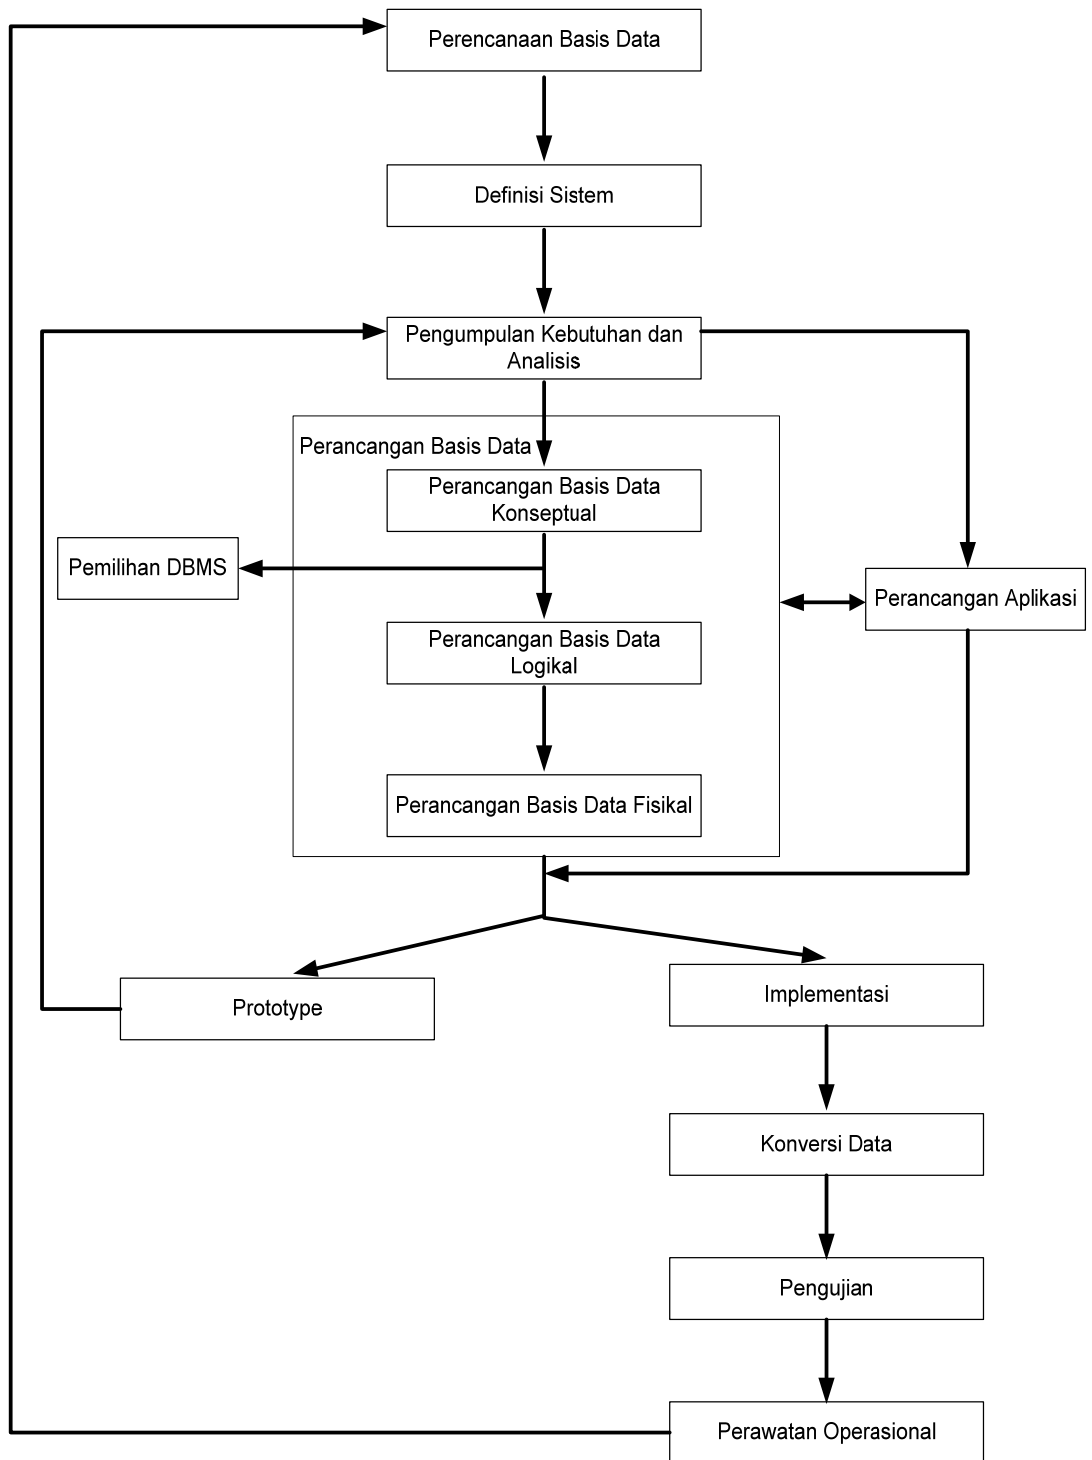 Perencanaan Basis Data
Definisi Sistem
Pengumpulan Kebutuhan dan
Analisis
Perancangan Basis Data
Perancangan Basis Data
Konseptual
Pemilihan DBMS
Perancangan Aplikasi
Perancangan Basis Data
Logikal
Perancangan Basis Data Fisikal
Prototype
Implementasi
Konversi Data
Pengujian
Perawatan Operasional